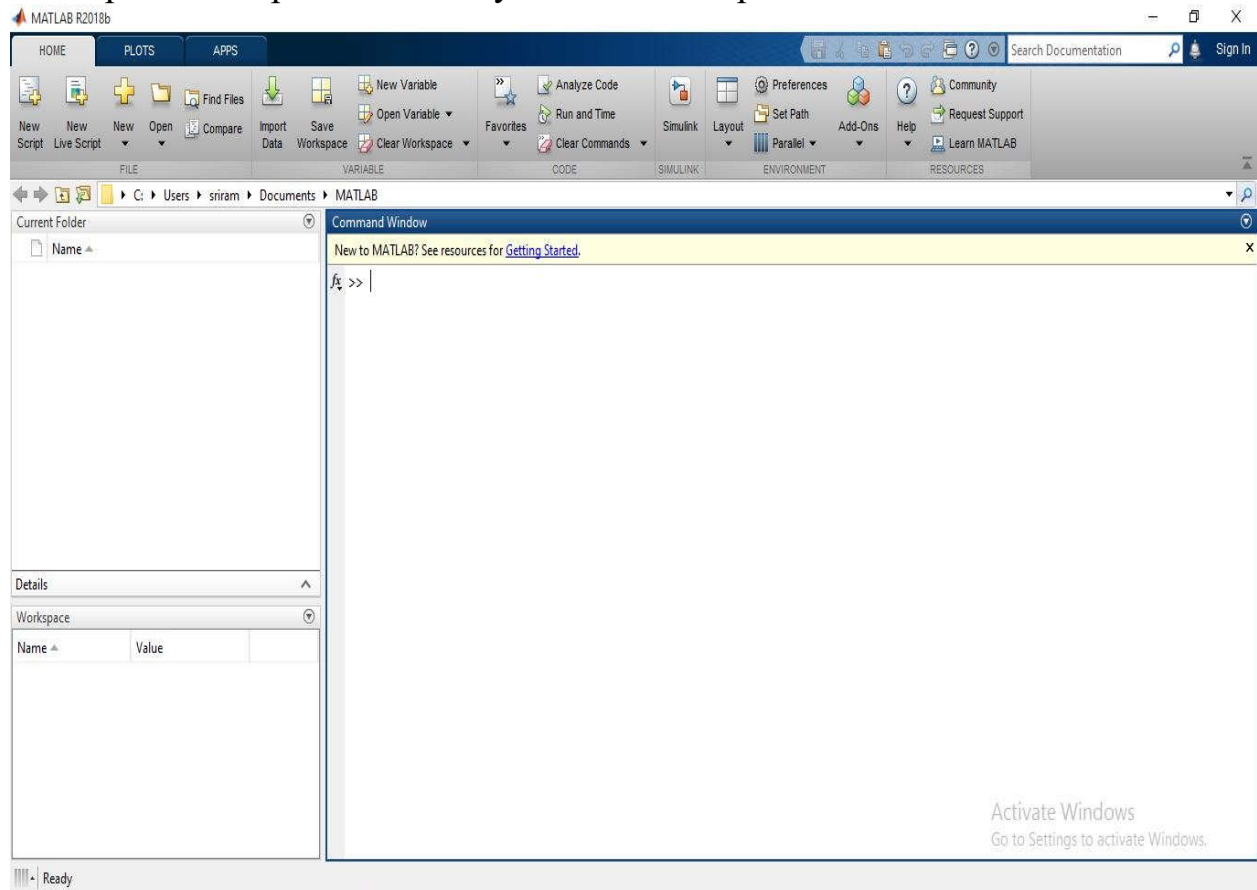 MATLAB R2018b
HOME PLOTS APPS Search Documentation Sign In
New Script
New Live Script
New
Open
Find Files
Compare
Import Data
Save Workspace
New Variable
Open Variable
Clear Workspace
Favorites
Analyze Code
Run and Time
Clear Commands
Simulink
Layout
Preferences
Set Path
Parallel
Add-Ons
Help
Community
Request Support
Learn MATLAB
FILE VARIABLE CODE SIMULINK ENVIRONMENT RESOURCES
C: Users sriram Documents MATLAB
Current Folder
Name
Command Window
New to MATLAB? See resources for Getting Started.
fx >>
Details
Workspace
Name Value
Activate Windows
Go to Settings to activate Windows.
Ready